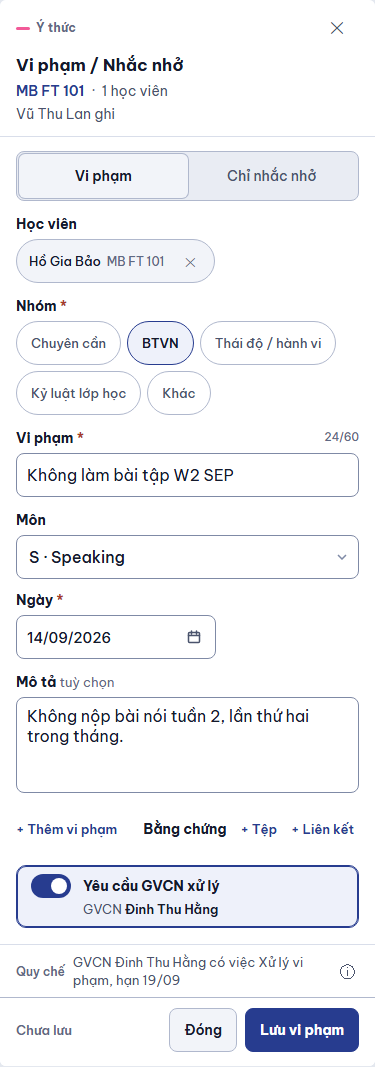 Ý thức
Vi phạm / Nhắc nhở
MB FT 101 · 1 học viên
Vũ Thu Lan ghi
Vi phạm
Chỉ nhắc nhở
Học viên
Hồ Gia Bảo MB FT 101
Nhóm *
Chuyên cần
BTVN
Thái độ / hành vi
Kỷ luật lớp học
Khác
Vi phạm * 24/60
Không làm bài tập W2 SEP
Môn
S · Speaking
Ngày *
14/09/2026
Mô tả tuỳ chọn
Không nộp bài nói tuần 2, lần thứ hai
trong tháng.
+ Thêm vi phạm Bằng chứng + Tệp + Liên kết
Yêu cầu GVCN xử lý
GVCN Đinh Thu Hằng
Quy chế GVCN Đinh Thu Hằng có việc Xử lý vi
phạm, hạn 19/09
Chưa lưu
Đóng
Lưu vi phạm